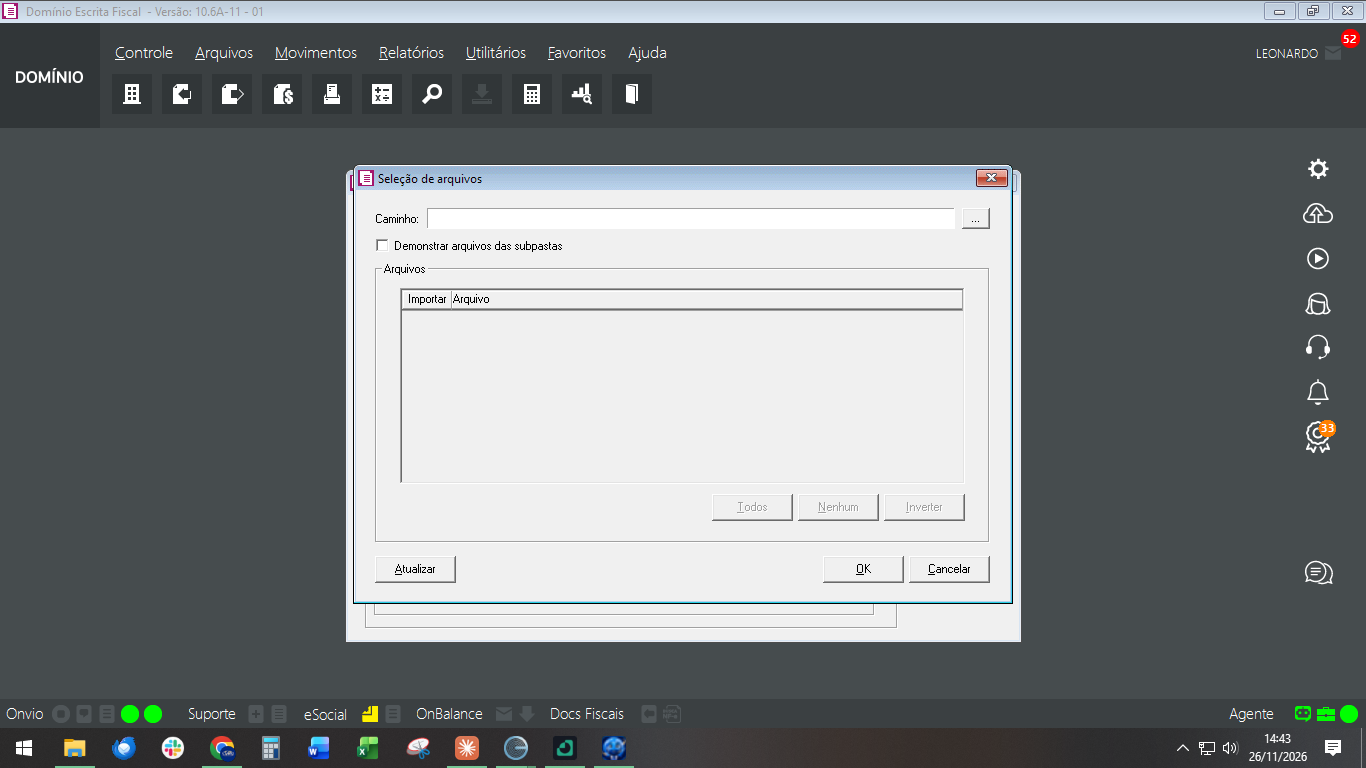 Domínio Escrita Fiscal - Versão: 10.6A-11 - 01
DOMÍNIO
Controle Arquivos Movimentos Relatórios Utilitários Favoritos Ajuda
LEONARDO
52
Seleção de arquivos
Caminho:
...
Demonstrar arquivos das subpastas
Arquivos
Importar Arquivo
Todos Nenhum Inverter
Atualizar OK Cancelar
33
Onvio Suporte eSocial OnBalance Docs Fiscais Agente
14:43
26/11/2026